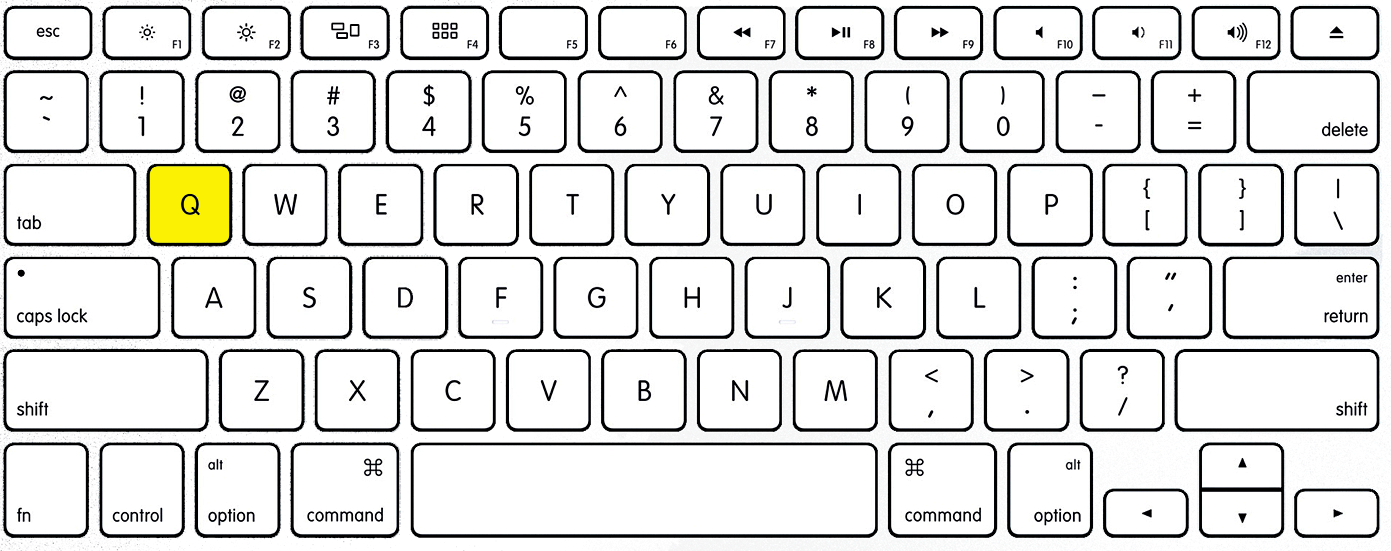 esc F1 F2 F3 F4 F5 F6 F7 F8 F9 F10 F11 F12
~ ! @ # $ % ^ & * ( ) – +
` 1 2 3 4 5 6 7 8 9 0 - = delete
tab Q W E R T Y U I O P { [ } ] | \
caps lock A S D F G H J K L : ; " ' enter return
shift Z X C V B N M < , > . ? / shift
fn control alt option ⌘ command ⌘ command alt option ◄ ▲ ▼ ►